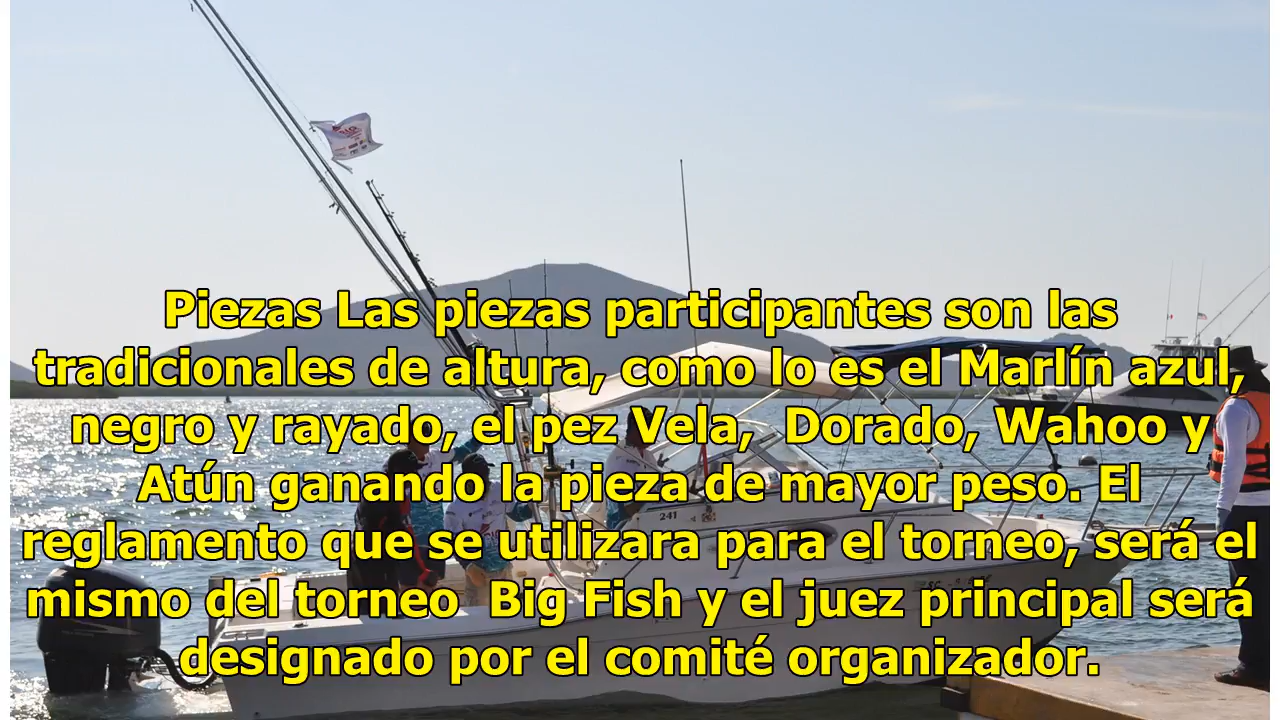 Piezas Las piezas participantes son las
tradicionales de altura, como lo es el Marlín azul,
negro y rayado, el pez Vela,  Dorado, Wahoo y
Atún ganando la pieza de mayor peso. El
reglamento que se utilizara para el torneo, será el
mismo del torneo  Big Fish y el juez principal será
designado por el comité organizador.
241